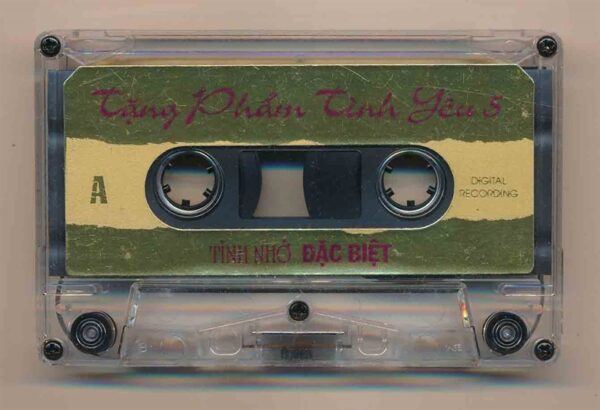 Tặng Phẩm Tình Yêu 5
A
DIGITAL
RECORDING
TÌNH NHỚ ĐẶC BIỆT